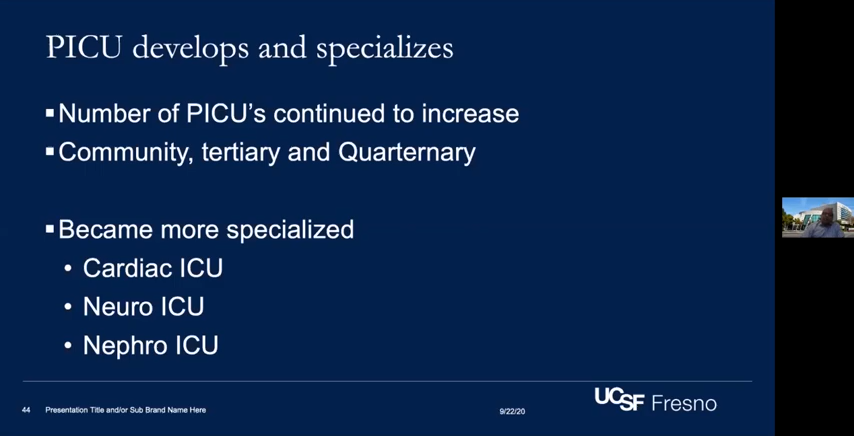 PICU develops and specializes
▪Number of PICU's continued to increase
▪Community, tertiary and Quarternary
▪Became more specialized
• Cardiac ICU
• Neuro ICU
• Nephro ICU
44 Presentation Title and/or Sub Brand Name Here 9/22/20 UCSF Fresno